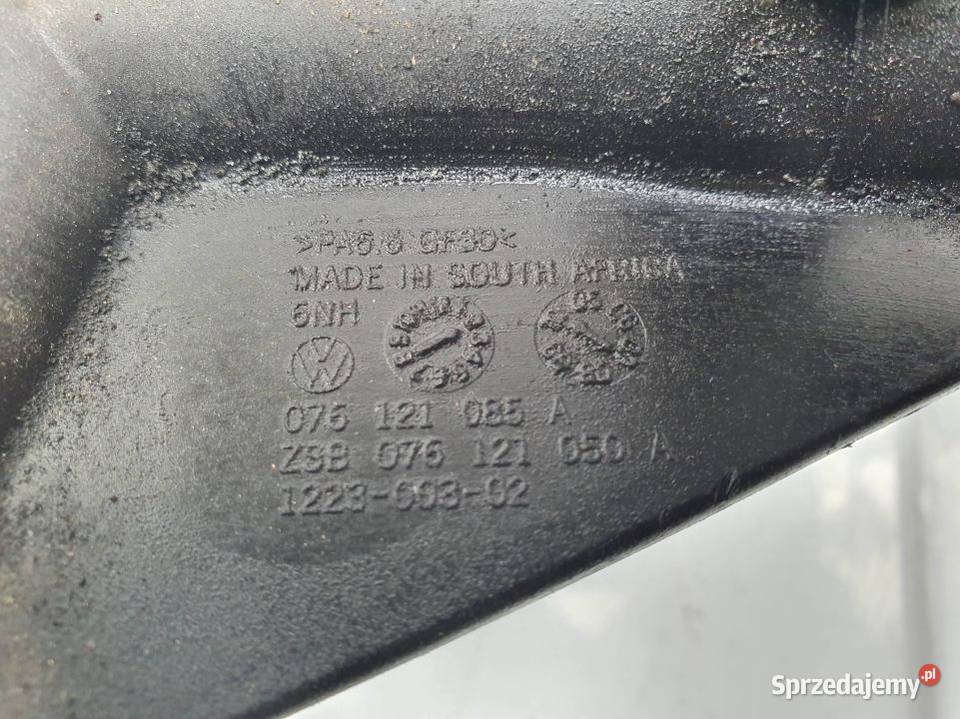 >PA6.6 GF30<
MADE IN SOUTH AFRICA
6NH
076 121 085 A
ZSB 076 121 050 A
1223-003-02
Sprzedajemy.pl